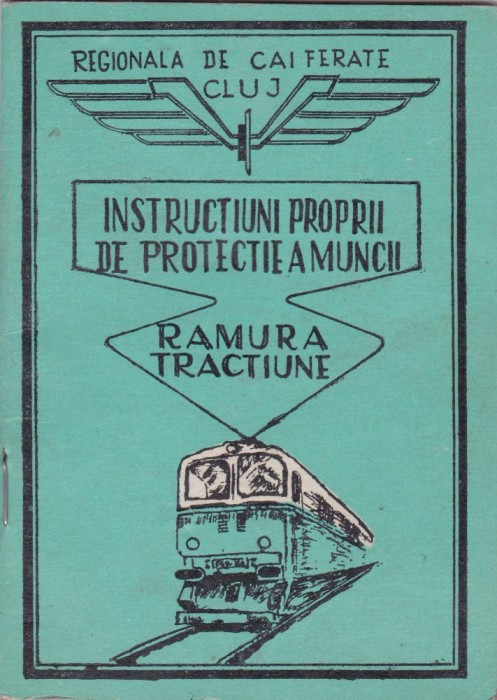 REGIONALA DE CAI FERATE
CLUJ
INSTRUCTIUNI PROPRII
DE PROTECTIE A MUNCII
RAMURA
TRACTIUNE